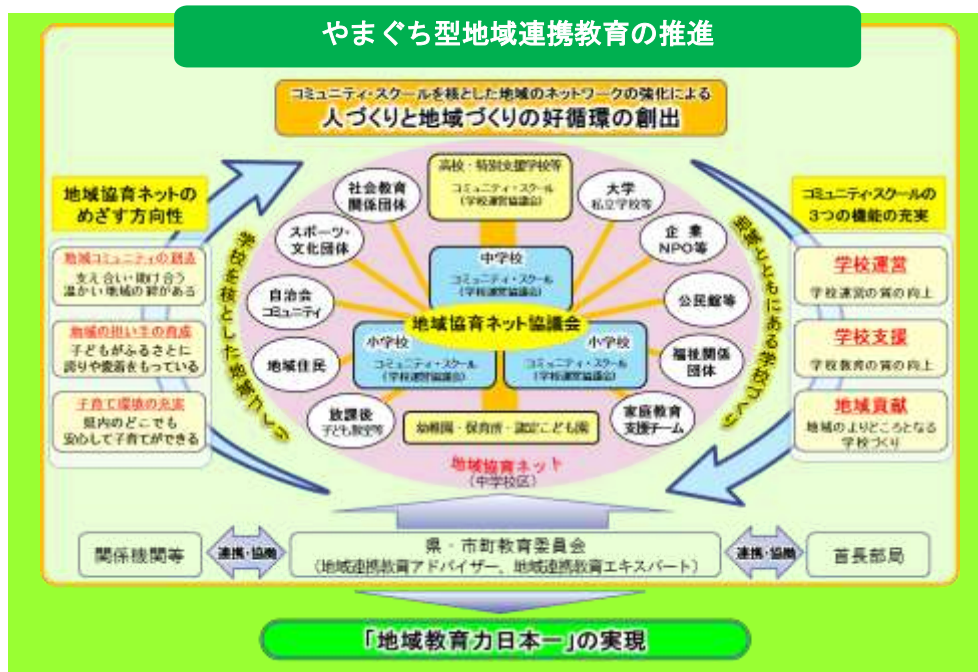 やまぐち型地域連携教育の推進
コミュニティ・スクールを核とした地域のネットワークの強化による
人づくりと地域づくりの好循環の創出
地域協育ネットの
めざす方向性
地域コミュニティの創造
支え合い・助け合う
温かい地域の絆がある
地域の担い手の育成
子どもがふるさとに
誇りや愛着をもっている
子育て環境の充実
県内のどこでも
安心して子育てができる
学校を核とした地域づくり
高校・特別支援学校等
コミュニティ・スクール
(学校運営協議会)
社会教育
関係団体
大学
私立学校等
スポーツ・
文化団体
企業
NPO等
中学校
コミュニティ・スクール
(学校運営協議会)
自治会
コミュニティ
公民館等
地域協育ネット協議会
小学校
コミュニティ・スクール
(学校運営協議会)
小学校
コミュニティ・スクール
(学校運営協議会)
地域住民
福祉関係
団体
放課後
子ども教室等
幼稚園・保育所・認定こども園
家庭教育
支援チーム
地域協育ネット
(中学校区)
地域とともにある学校づくり
コミュニティ・スクールの
3つの機能の充実
学校運営
学校運営の質の向上
学校支援
学校教育の質の向上
地域貢献
地域のよりどころとなる
学校づくり
関係機関等
連携・協働
県・市町教育委員会
(地域連携教育アドバイザー、地域連携教育エキスパート)
連携・協働
首長部局
「地域教育力日本一」の実現